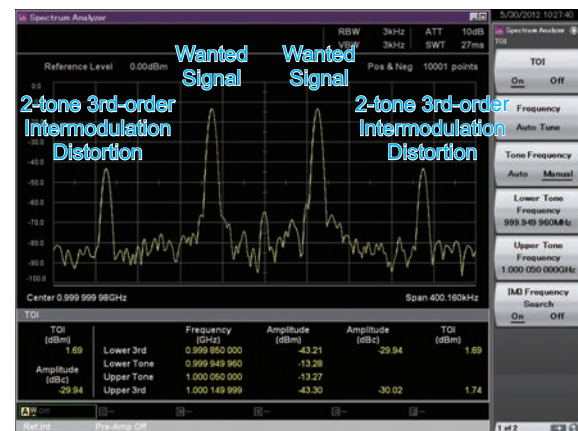 Spectrum Analyzer
5/30/2012 10:27:40
RBW 3kHz ATT 10dB
VBW 3kHz SWT 27ms
Reference Level 0.00dBm
Pos & Neg 10001 points
Wanted Signal
Wanted Signal
2-tone 3rd-order Intermodulation Distortion
2-tone 3rd-order Intermodulation Distortion
0.0
-30.0
-40.0
-50.0
-60.0
-70.0
-80.0
-90.0
-100.0
Center 0.999 999 98GHz
Span 400.160kHz
TOI
TOI (dBm)
1.69
Amplitude (dBc)
-29.94
Frequency (GHz) Amplitude (dBm) Amplitude (dBc) TOI (dBm)
Lower 3rd 0.999 850 000 -43.21 -29.94 1.69
Lower Tone 0.999 949 960 -13.28
Upper Tone 1.000 050 000 -13.27
Upper 3rd 1.000 149 999 -43.30 -30.02 1.74
Off
Ref.Int Pre-Amp Off
Spectrum Analyzer
TOI
TOI
On Off
Frequency
Auto Tune
Tone Frequency
Auto Manual
Lower Tone
Frequency
999.949 960MHz
Upper Tone
Frequency
1.000 050 000GHz
IM3 Frequency
Search
On Off
1 of 2